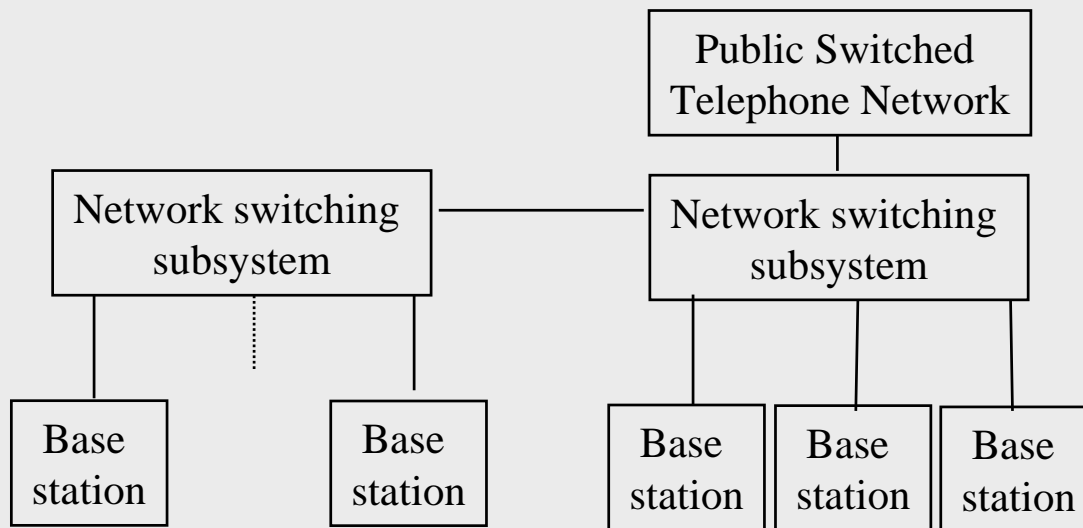 Public Switched
Telephone Network
Network switching
subsystem
Network switching
subsystem
Base
station
Base
station
Base
station
Base
station
Base
station